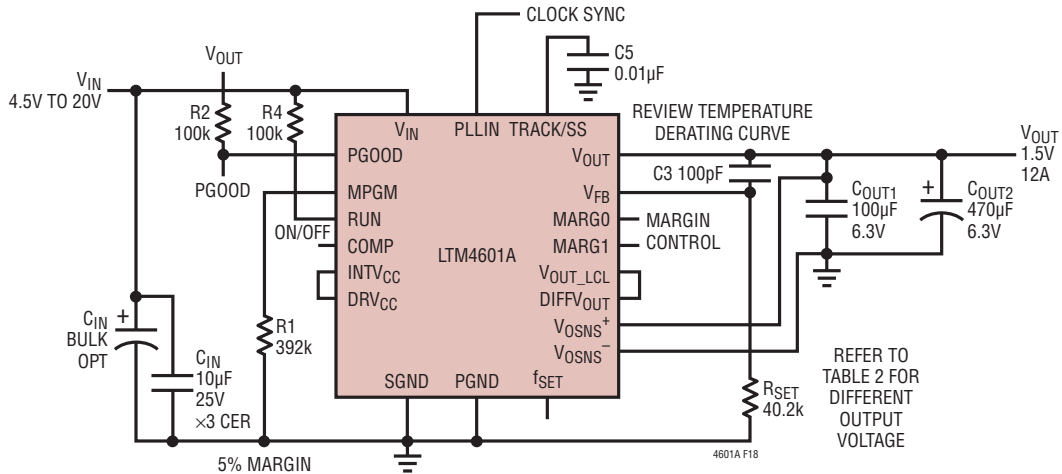 CLOCK SYNC
C5
0.01µF
VOUT
VIN
4.5V TO 20V
R2
100k
R4
100k
PGOOD
VIN
PLLIN
TRACK/SS
PGOOD
MPGM
RUN
COMP
INTVCC
DRVCC
ON/OFF
LTM4601A
SGND
PGND
fSET
VOUT
VFB
MARG0
MARG1
VOUT_LCL
DIFFVOUT
VOSNS+
VOSNS–
REVIEW TEMPERATURE
DERATING CURVE
C3 100pF
MARGIN
CONTROL
VOUT
1.5V
12A
COUT1
100µF
6.3V
+
COUT2
470µF
6.3V
CIN
BULK
OPT
+
CIN
10µF
25V
×3 CER
R1
392k
5% MARGIN
RSET
40.2k
REFER TO
TABLE 2 FOR
DIFFERENT
OUTPUT
VOLTAGE
4601A F18